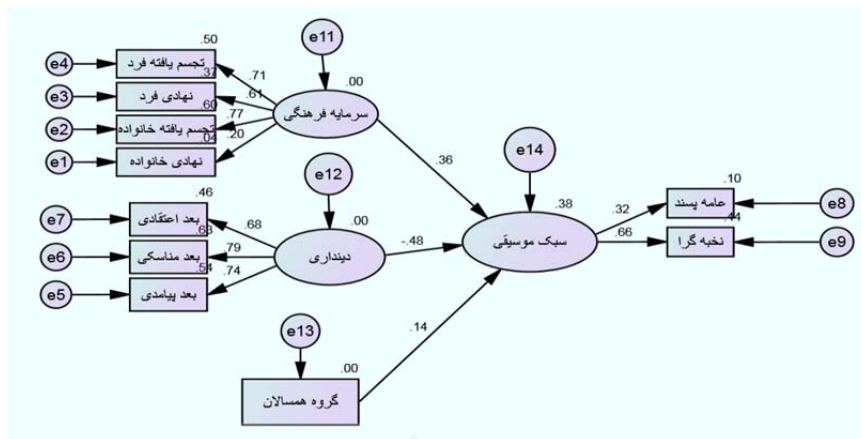 e11
.50
e4
تجسم یافته فرد
.71
.00
.37
e3
نهادی فرد
.61
سرمایه فرهنگی
.60
e2
تجسم یافته خانواده
.77
.04
.20
e1
نهادی خانواده
.36
e14
e12
.46
.00
.38
.10
e7
بعد اعتقادی
.68
عامه پسند
e8
.32
.63
e6
بعد مناسکی
.79
دینداری
-.48
سبک موسیقی
.44
.66
نخبه گرا
e9
.54
e5
بعد پیامدی
.74
e13
.14
.00
گروه همسالان